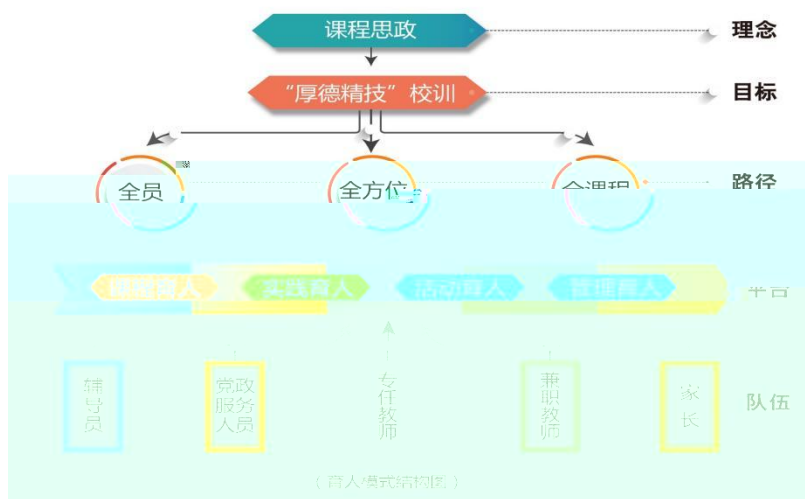 课程思政
理念
“厚德精技”校训
目标
全员
全方位
全课程
路径
课程育人
实践育人
活动育人
管理育人
平台
辅导员
党政服务人员
专任教师
兼职教师
家长
队伍
（育人模式结构图）